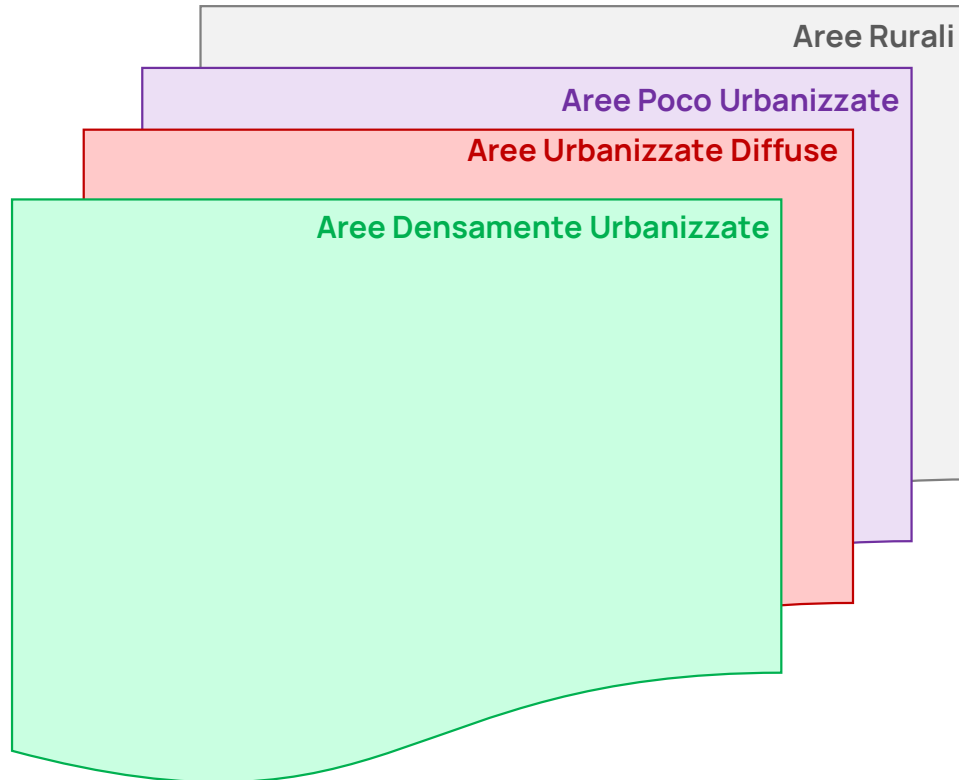 Aree Rurali
Aree Poco Urbanizzate
Aree Urbanizzate Diffuse
Aree Densamente Urbanizzate